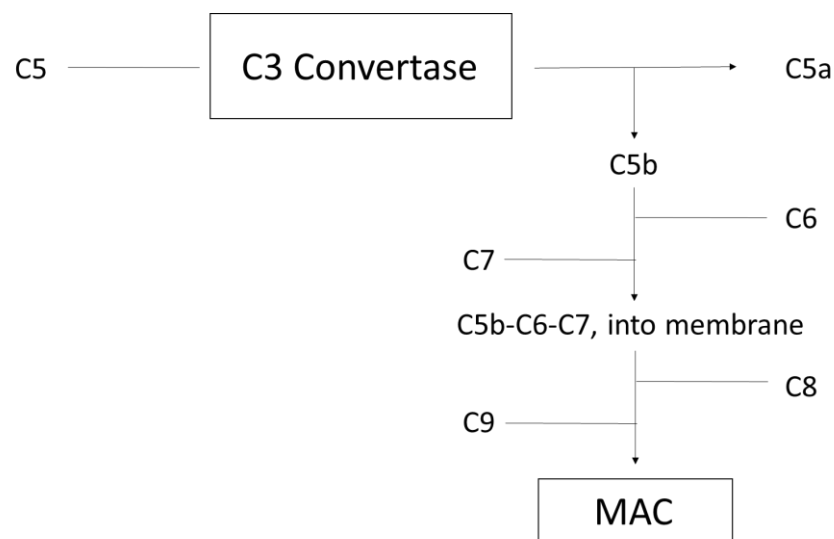 C5
C3 Convertase
C5a
C5b
C6
C7
C5b-C6-C7, into membrane
C8
C9
MAC